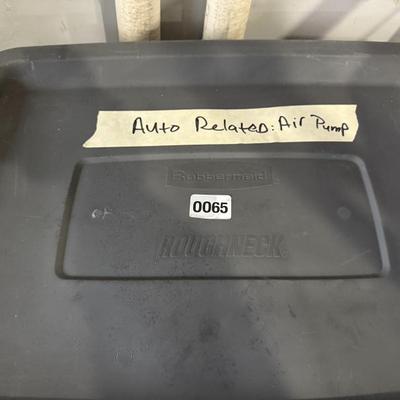 Auto Related: Air Pump
Rubbermaid
0065
ROUGHNECK